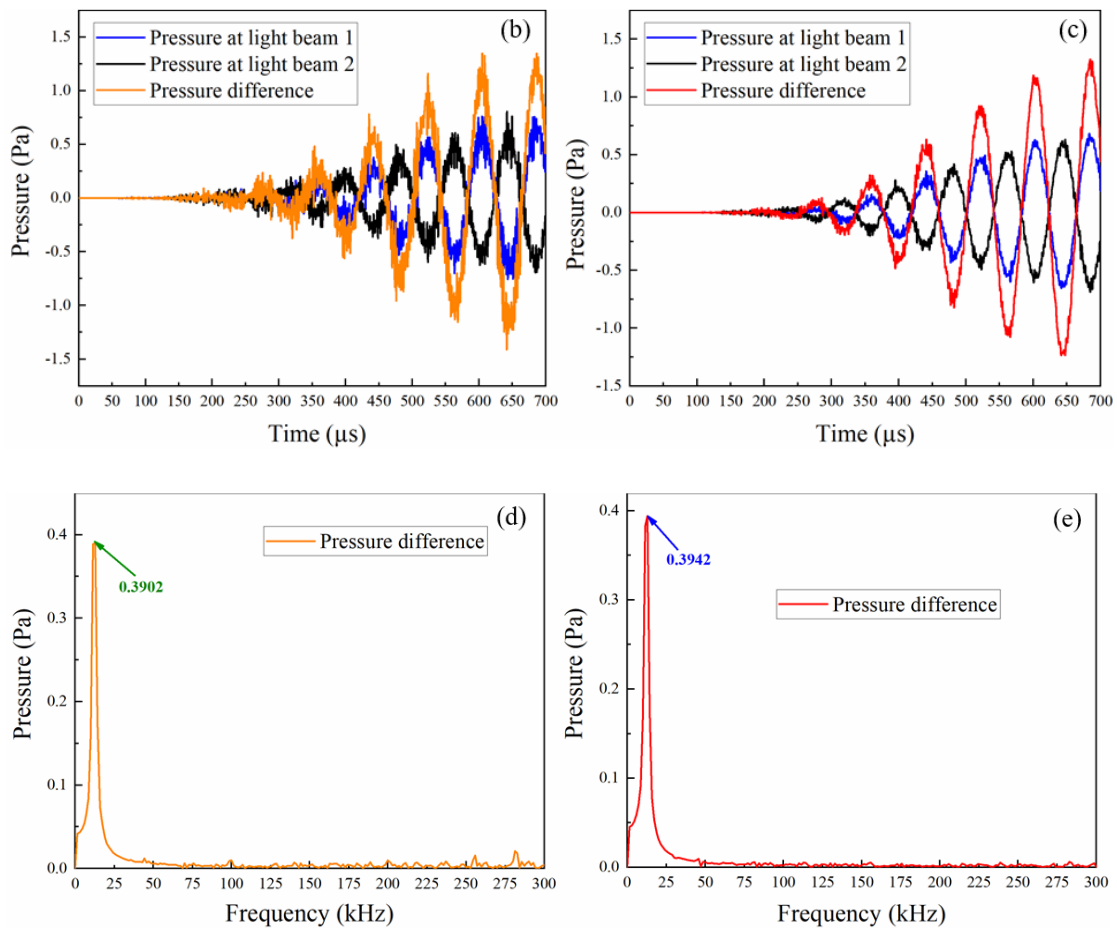 (b)
Pressure at light beam 1
Pressure at light beam 2
Pressure difference
Pressure (Pa)
1.5
1.0
0.5
0.0
-0.5
-1.0
-1.5
0 50 100 150 200 250 300 350 400 450 500 550 600 650 700
Time (µs)
(c)
Pressure at light beam 1
Pressure at light beam 2
Pressure difference
Pressure (Pa)
1.5
1.0
0.5
0.0
-0.5
-1.0
-1.5
0 50 100 150 200 250 300 350 400 450 500 550 600 650 700
Time (µs)
(d)
Pressure difference
0.3902
Pressure (Pa)
0.4
0.3
0.2
0.1
0.0
0 25 50 75 100 125 150 175 200 225 250 275 300
Frequency (kHz)
(e)
Pressure difference
0.3942
Pressure (Pa)
0.4
0.3
0.2
0.1
0.0
0 25 50 75 100 125 150 175 200 225 250 275 300
Frequency (kHz)